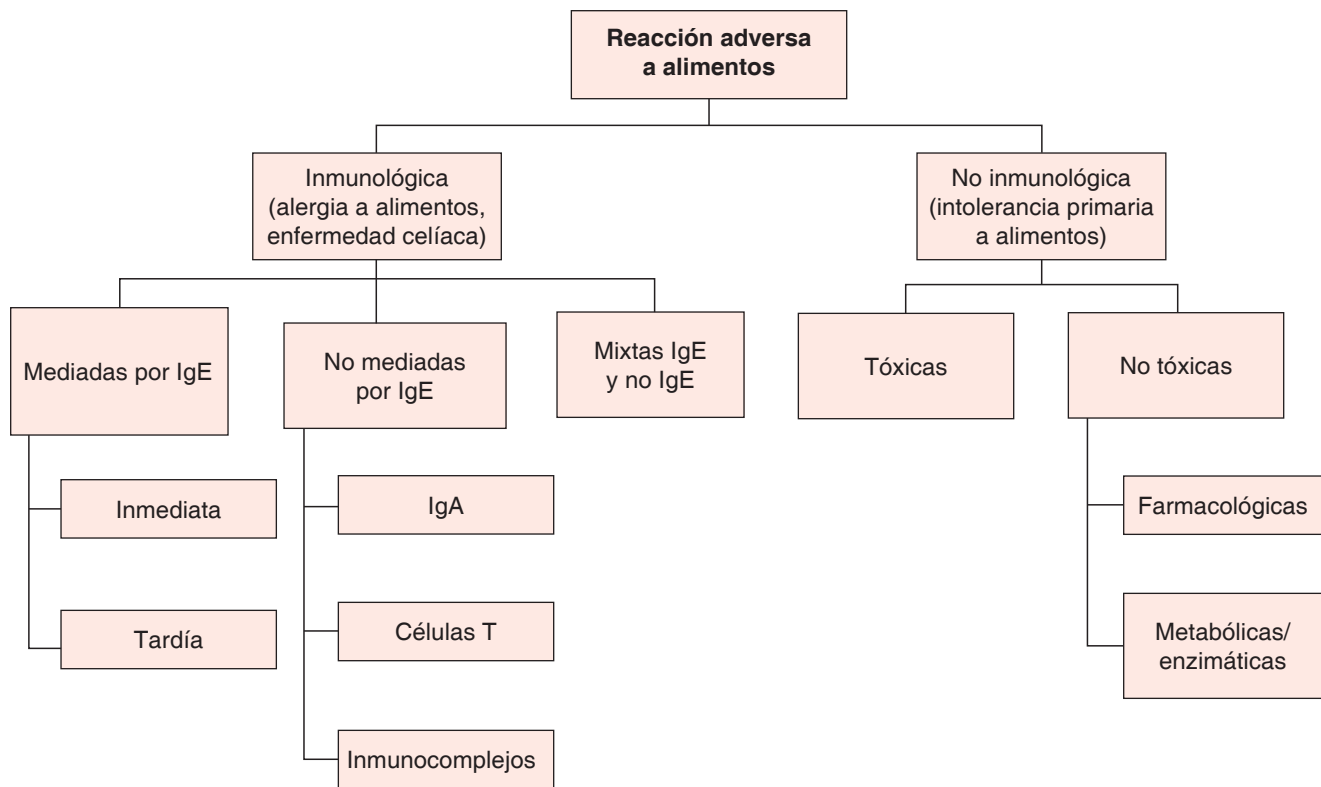 Reacción adversa
a alimentos
Inmunológica
(alergia a alimentos,
enfermedad celíaca)
No inmunológica
(intolerancia primaria
a alimentos)
Mediadas por IgE
No mediadas
por IgE
Mixtas IgE
y no IgE
Tóxicas
No tóxicas
Inmediata
Tardía
IgA
Células T
Inmunocomplejos
Farmacológicas
Metabólicas/
enzimáticas